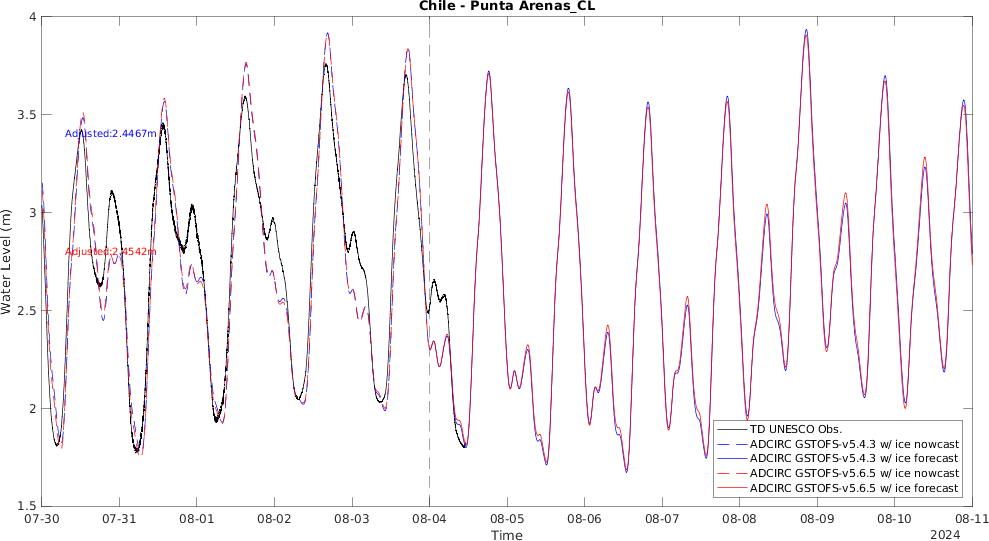 Chile - Punta Arenas_CL
Water Level (m)
4
3.5
3
2.5
2
1.5
Adjusted:2.4467m
Adjusted:2.4542m
TD UNESCO Obs.
ADCIRC GSTOFS-v5.4.3 w/ ice nowcast
ADCIRC GSTOFS-v5.4.3 w/ ice forecast
ADCIRC GSTOFS-v5.6.5 w/ ice nowcast
ADCIRC GSTOFS-v5.6.5 w/ ice forecast
07-30 07-31 08-01 08-02 08-03 08-04 08-05 08-06 08-07 08-08 08-09 08-10 08-11
Time
2024